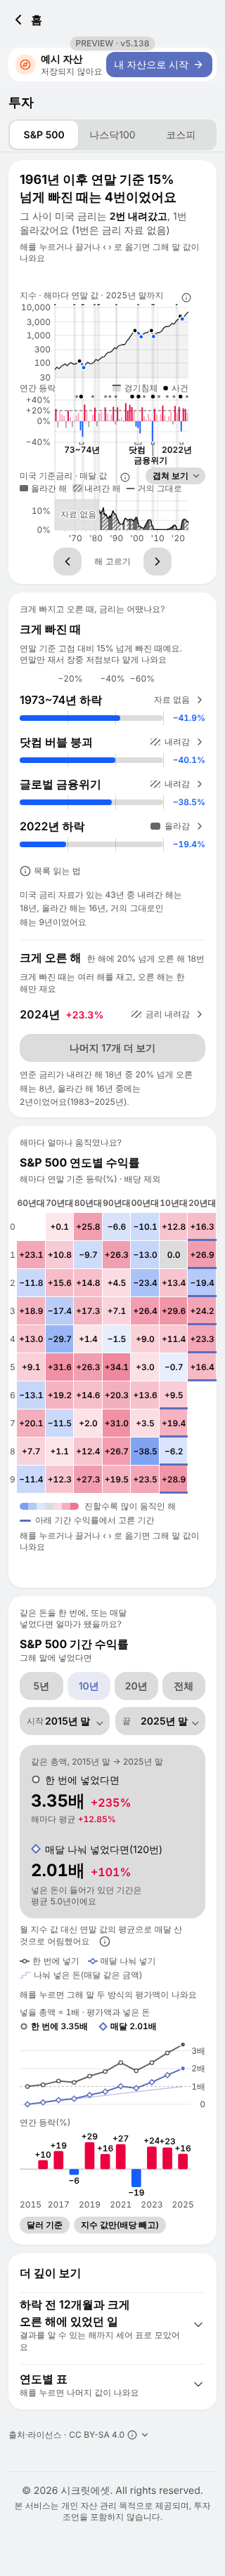 홈
PREVIEW · v5.138
예시 자산
저장되지 않아요
내 자산으로 시작
투자
S&P 500
나스닥100
코스피
1961년 이후 연말 기준 15%
넘게 빠진 때는 4번이었어요
그 사이 미국 금리는 2번 내려갔고, 1번
올라갔어요 (1번은 금리 자료 없음)
해를 누르거나 끌거나 ‹ › 로 옮기면 그해 값이
나와요
지수 · 해마다 연말 값 · 2025년 말까지
10,000
3,000
1,000
300
100
30
연간 등락
경기침체
사건
+40%
+20%
0%
−40%
73~74년
닷컴
2022년
금융위기
미국 기준금리 · 매달 값
겹쳐 보기
올라간 해
내려간 해
거의 그대로
10%
0%
자료 없음
'70
'80
'90
'00
'10
'20
해 고르기
크게 빠지고 오른 때, 금리는 어땠나요?
크게 빠진 때
연말 기준 고점 대비 15% 넘게 빠진 때예요.
연말만 재서 장중 저점보다 얕게 나와요
−20%
−40%
−60%
1973~74년 하락
자료 없음
−41.9%
닷컴 버블 붕괴
내려감
−40.1%
글로벌 금융위기
내려감
−38.5%
2022년 하락
올라감
−19.4%
목록 읽는 법
미국 금리 자료가 있는 43년 중 내려간 해는
18년, 올라간 해는 16년, 거의 그대로인
해는 9년이었어요
크게 오른 해
한 해에 20% 넘게 오른 해 18번
크게 빠진 때는 여러 해를 재고, 오른 해는 한
해만 재요
2024년
+23.3%
금리 내려감
나머지 17개 더 보기
연준 금리가 내려간 해 18년 중 20% 넘게 오른
해는 8년, 올라간 해 16년 중에는
2년이었어요(1983~2025년).
해마다 얼마나 움직였나요?
S&P 500 연도별 수익률
해마다 연말 기준 등락(%) · 배당 제외
60년대 70년대 80년대 90년대 00년대 10년대 20년대
0 +0.1 +25.8 −6.6 −10.1 +12.8 +16.3
1 +23.1 +10.8 −9.7 +26.3 −13.0 0.0 +26.9
2 −11.8 +15.6 +14.8 +4.5 −23.4 +13.4 −19.4
3 +18.9 −17.4 +17.3 +7.1 +26.4 +29.6 +24.2
4 +13.0 −29.7 +1.4 −1.5 +9.0 +11.4 +23.3
5 +9.1 +31.6 +26.3 +34.1 +3.0 −0.7 +16.4
6 −13.1 +19.2 +14.6 +20.3 +13.6 +9.5
7 +20.1 −11.5 +2.0 +31.0 +3.5 +19.4
8 +7.7 +1.1 +12.4 +26.7 −38.5 −6.2
9 −11.4 +12.3 +27.3 +19.5 +23.5 +28.9
진할수록 많이 움직인 해
아래 기간 수익률에서 고른 기간
해를 누르거나 끌거나 ‹ › 로 옮기면 그해 값이
나와요
같은 돈을 한 번에, 또는 매달
넣었다면 얼마가 됐을까요?
S&P 500 기간 수익률
그해 말에 넣었다면
5년
10년
20년
전체
시작 2015년 말
끝 2025년 말
같은 총액, 2015년 말 → 2025년 말
한 번에 넣었다면
3.35배 +235%
해마다 평균 +12.85%
매달 나눠 넣었다면(120번)
2.01배 +101%
넣은 돈이 들어가 있던 기간은
평균 5.0년이에요
월 지수 값 대신 연말 값의 평균으로 매달 산
것으로 어림했어요
한 번에 넣기
매달 나눠 넣기
나눠 넣은 돈(매달 같은 금액)
해를 누르면 그해 말 두 방식의 평가액이 나와요
넣을 총액 = 1배 · 평가액과 넣은 돈
한 번에 3.35배
매달 2.01배
3배
2배
1배
0
연간 등락(%)
+10
+19
−6
+29
+16
+27
−19
+24
+23
+16
2015
2017
2019
2021
2023
2025
달러 기준
지수 값만(배당 빼고)
더 깊이 보기
하락 전 12개월과 크게
오른 해에 있었던 일
결과를 알 수 있는 해까지 세어 표로 모았어
요
연도별 표
해를 누르면 나머지 값이 나와요
출처·라이선스 · CC BY-SA 4.0
© 2026 시크릿에셋. All rights reserved.
본 서비스는 개인 자산 관리 목적으로 제공되며, 투자
조언을 포함하지 않습니다.